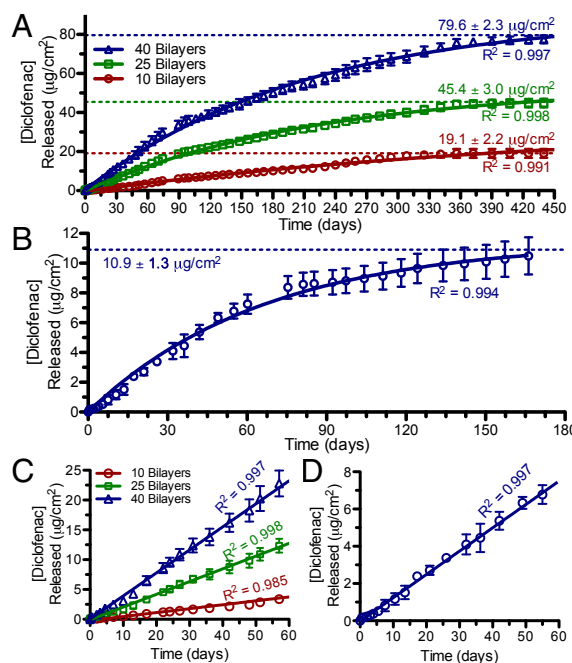 A
40 Bilayers
25 Bilayers
10 Bilayers
79.6 ± 2.3 µg/cm²
R² = 0.997
45.4 ± 3.0 µg/cm²
R² = 0.998
19.1 ± 2.2 µg/cm²
R² = 0.991
[Diclofenac]
Released (µg/cm²)
80
60
40
20
0
0 30 60 90 120 150 180 210 240 270 300 330 360 390 420 450
Time (days)
B
10.9 ± 1.3 µg/cm²
R² = 0.994
[Diclofenac]
Released (µg/cm²)
12
10
8
6
4
2
0
0 30 60 90 120 150 180
Time (days)
C
10 Bilayers
25 Bilayers
40 Bilayers
R² = 0.997
R² = 0.998
R² = 0.985
[Diclofenac]
Released (µg/cm²)
25
20
15
10
5
0
0 10 20 30 40 50 60
Time (days)
D
R² = 0.997
[Diclofenac]
Released (µg/cm²)
8
6
4
2
0
0 10 20 30 40 50 60
Time (days)